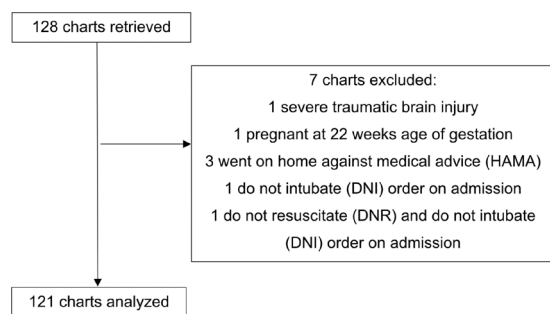 128 charts retrieved
7 charts excluded:
1 severe traumatic brain injury
1 pregnant at 22 weeks age of gestation
3 went on home against medical advice (HAMA)
1 do not intubate (DNI) order on admission
1 do not resuscitate (DNR) and do not intubate
(DNI) order on admission
121 charts analyzed